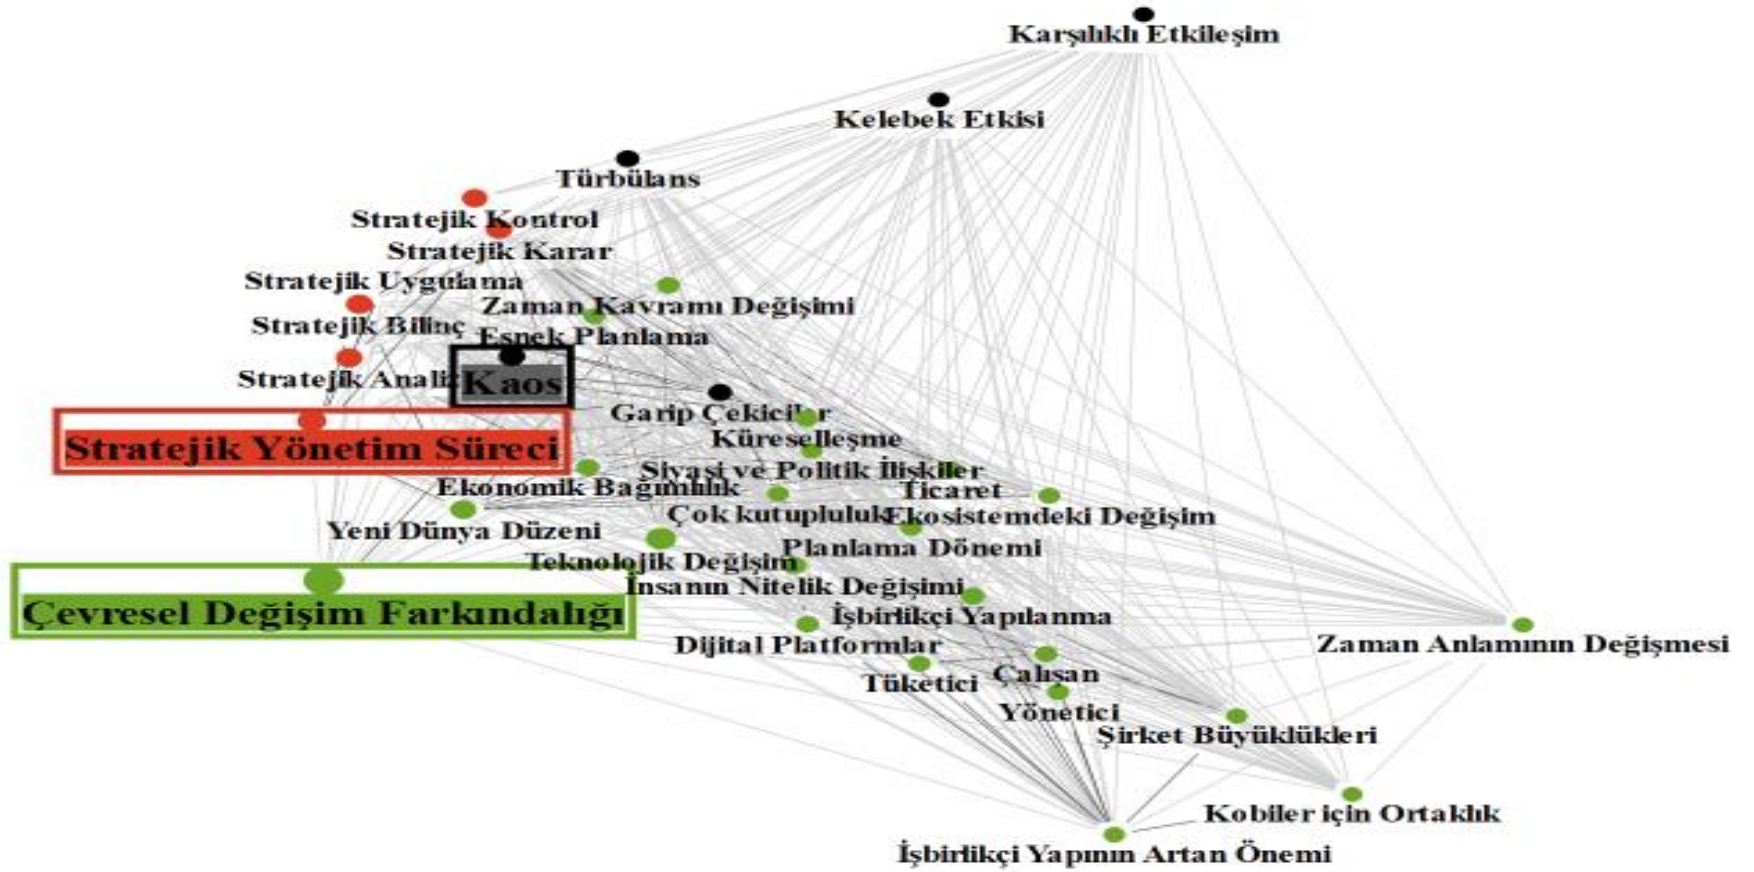 Karşılıklı Etkileşim
Kelebek Etkisi
Türbülans
Stratejik Kontrol
Stratejik Karar
Stratejik Uygulama
Zaman Kavramı Değişimi
Stratejik Bilinç
Esnek Planlama
Stratejik Analiz
Kaos
Garip Çekiciler
Küreselleşme
Stratejik Yönetim Süreci
Siyasi ve Politik İlişkiler
Ekonomik Bağımlılık
Ticaret
Çok kutupluluk
Ekosistemdeki Değişim
Yeni Dünya Düzeni
Planlama Dönemi
Teknolojik Değişim
İnsanın Nitelik Değişimi
Çevresel Değişim Farkındalığı
İşbirlikçi Yapılanma
Dijital Platformlar
Zaman Anlamının Değişmesi
Çalışan
Tüketici
Yönetici
Şirket Büyüklükleri
Kobiler için Ortaklık
İşbirlikçi Yapının Artan Önemi